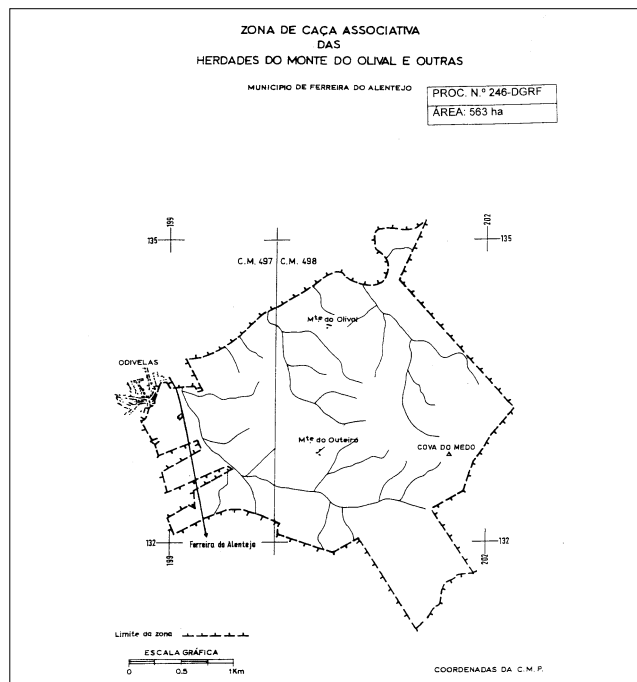 ZONA DE CAÇA ASSOCIATIVA
DAS
HERDADES DO MONTE DO OLIVAL E OUTRAS
MUNICIPIO DE FERREIRA DO ALENTEJO
PROC. N.º 246-DGRF
ÁREA: 563 ha
199
202
135
135
C.M. 497
C.M. 498
Mte do Olival
ODIVELAS
Mte do Outeiro
COVA DO MEDO
132
Ferreira do Alentejo
132
199
202
Limite da zona
ESCALA GRÁFICA
0 0.5 1Km
COORDENADAS DA C.M.P.